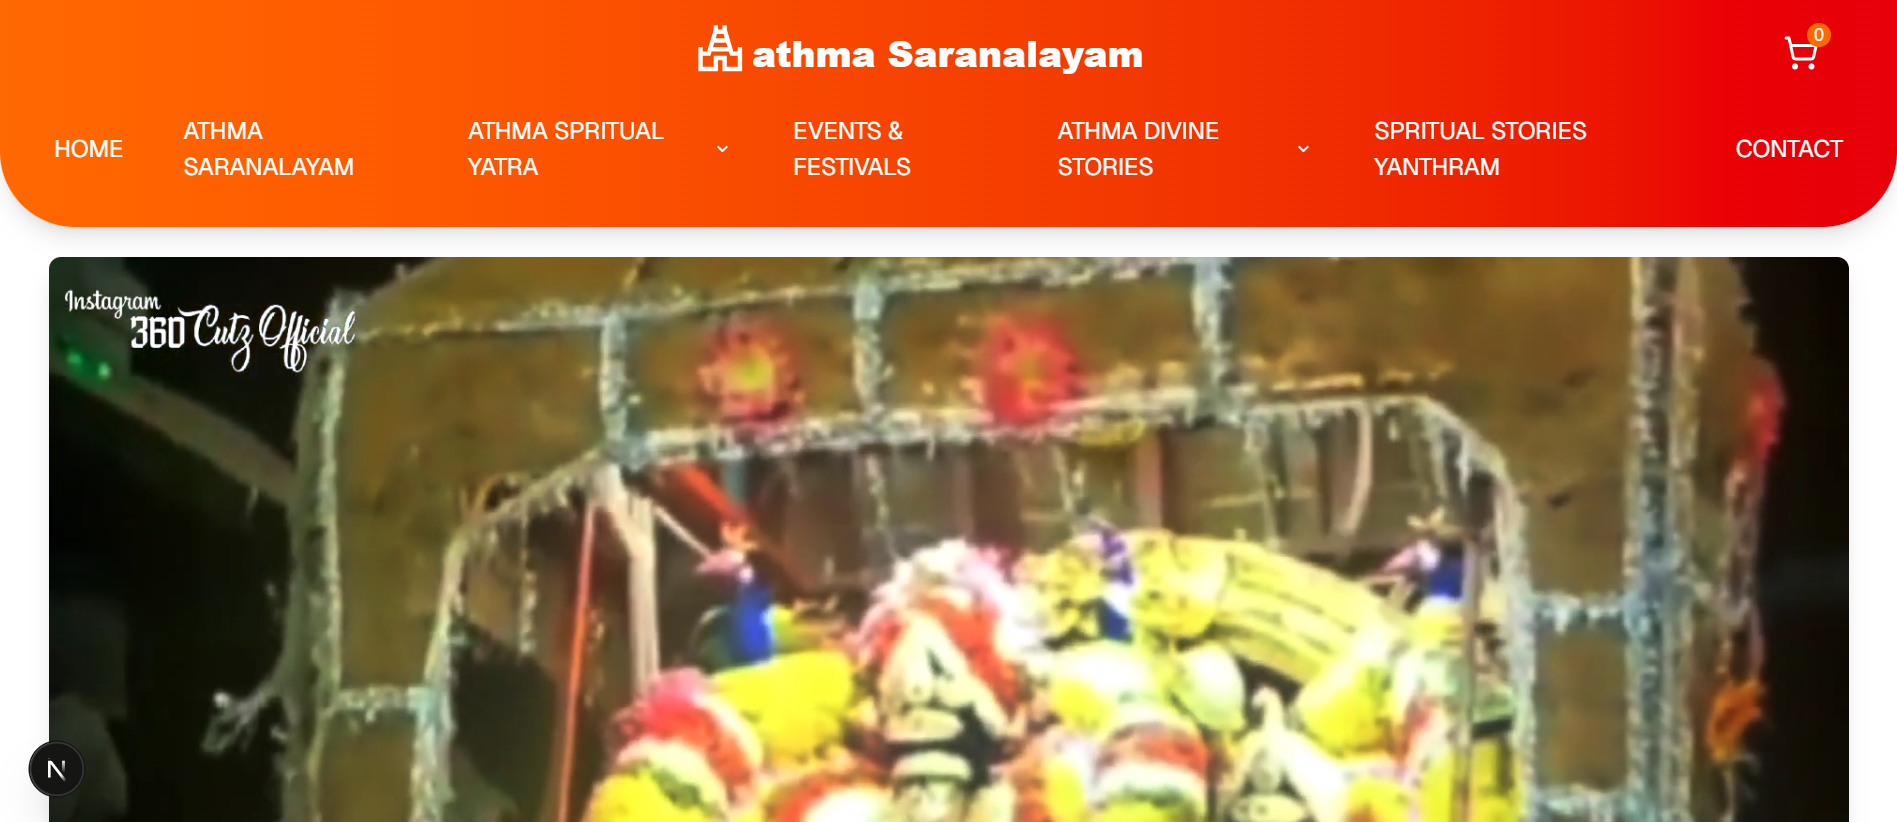 athma Saranalayam
0
HOME
ATHMA
SARANALAYAM
ATHMA SPRITUAL
YATRA
EVENTS &
FESTIVALS
ATHMA DIVINE
STORIES
SPRITUAL STORIES
YANTHRAM
CONTACT
Instagram
360 Cutz Official
N